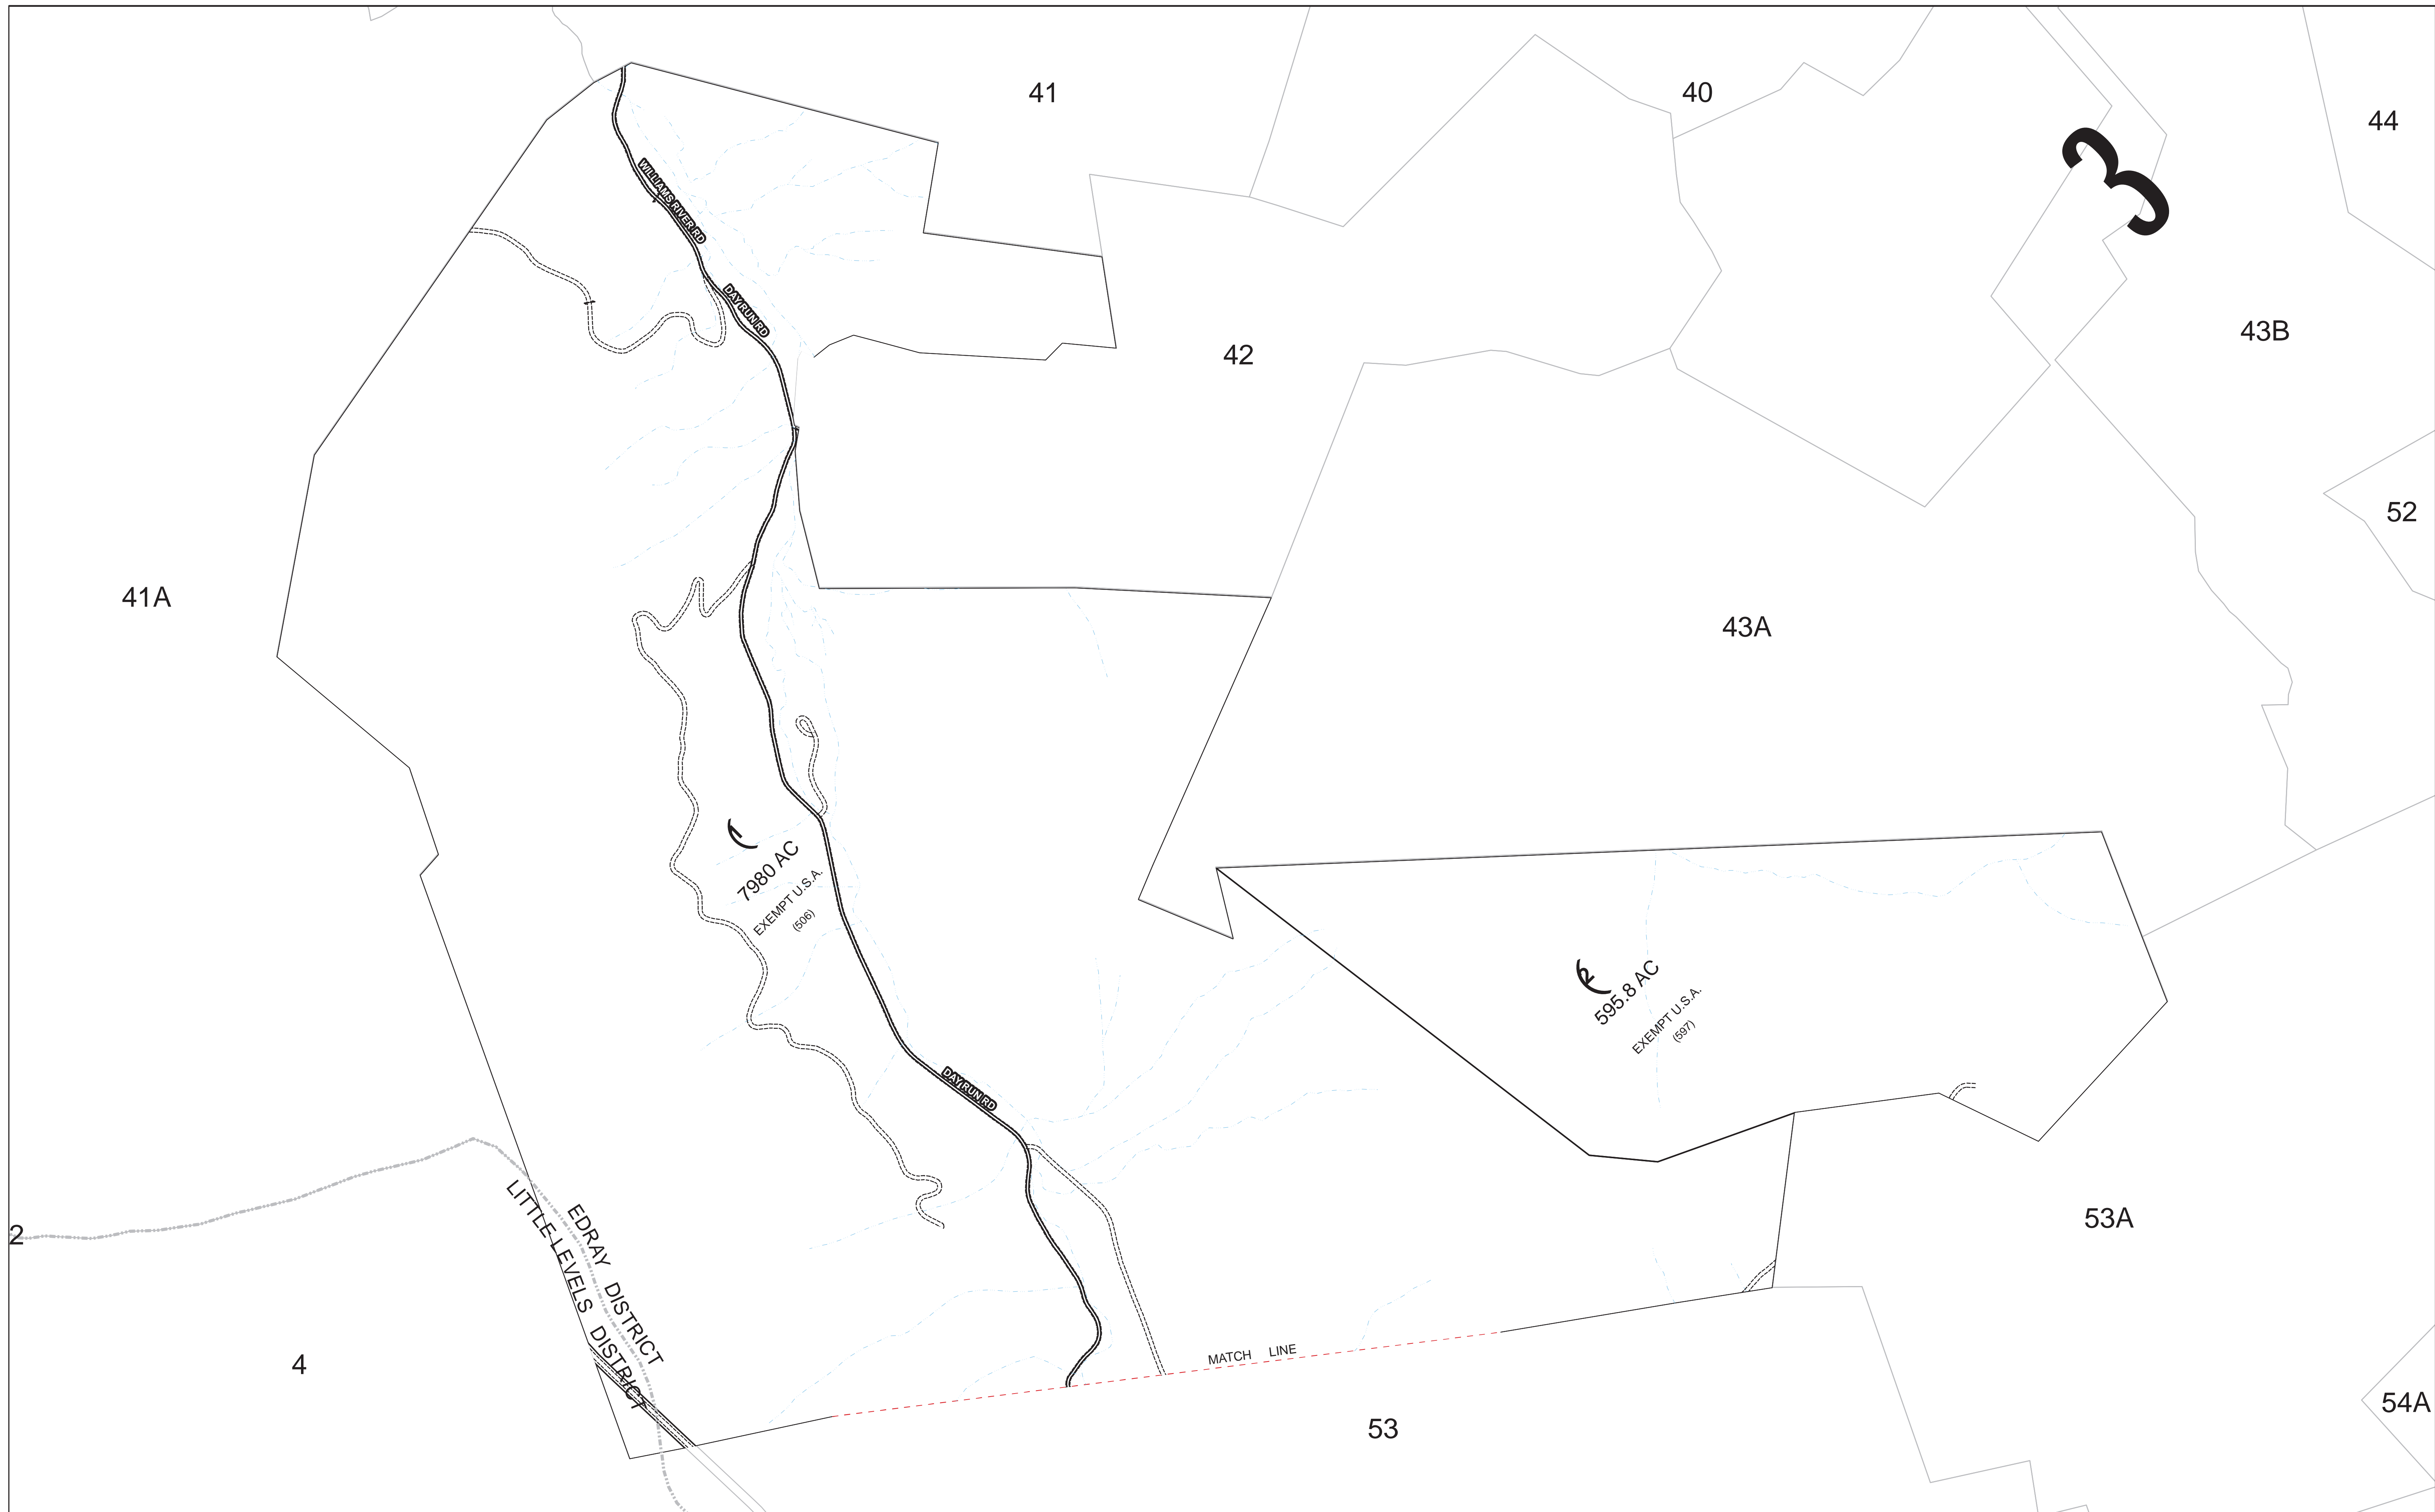 41
40
3
44
WILLIAMS RIVER RD
DAY RUN RD
43B
42
52
41A
43A
1
7980 AC
EXEMPT U.S.A.
(506)
2
595.8 AC
EXEMPT U.S.A.
(597)
DAY RUN RD
53A
2
EDRAY DISTRICT
LITTLE LEVELS DISTRICT
MATCH LINE
4
54A
53